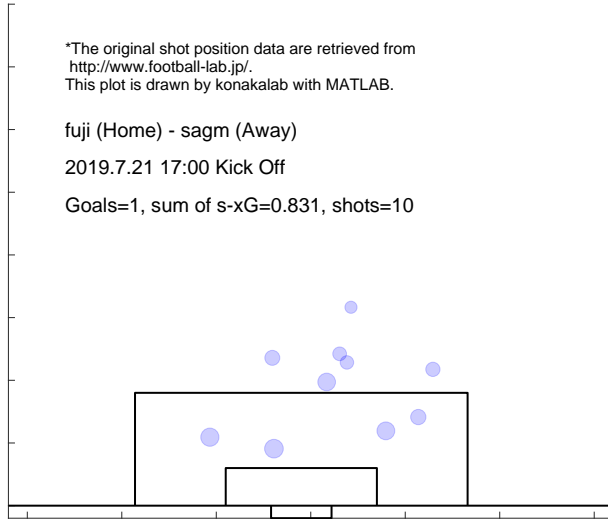 *The original shot position data are retrieved from
http://www.football-lab.jp/.
This plot is drawn by konakalab with MATLAB.
fuji (Home) - sagm (Away)
2019.7.21 17:00 Kick Off
Goals=1, sum of s-xG=0.831, shots=10